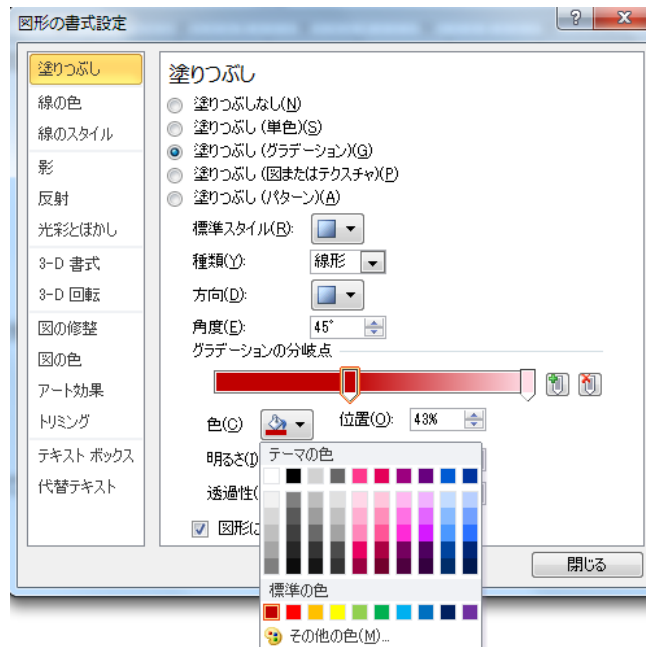 図形の書式設定
塗りつぶし
線の色
線のスタイル
影
反射
光彩とぼかし
3-D 書式
3-D 回転
図の修整
図の色
アート効果
トリミング
テキスト ボックス
代替テキスト
塗りつぶし
塗りつぶしなし(N)
塗りつぶし (単色)(S)
塗りつぶし (グラデーション)(G)
塗りつぶし (図またはテクスチャ)(P)
塗りつぶし (パターン)(A)
標準スタイル(R):
種類(Y): 線形
方向(D):
角度(E): 45°
グラデーションの分岐点
色(C) 位置(O): 43%
明るさ(I)
透過性(
図形に
テーマの色
標準の色
その他の色(M)...
閉じる